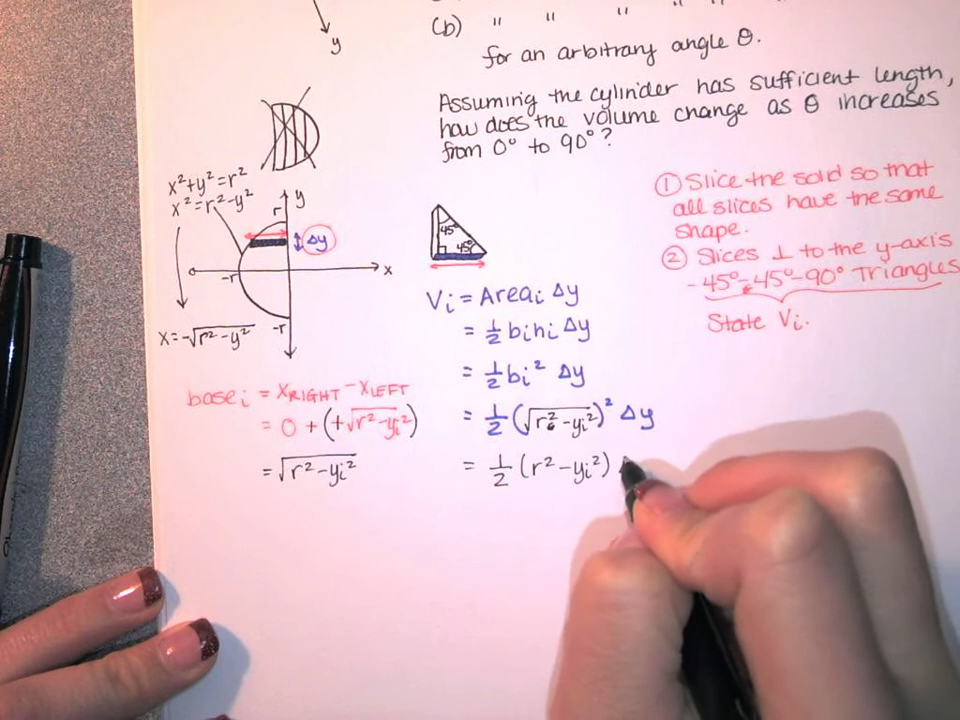 y
(b) " " " " "
for an arbitrary angle θ.
Assuming the cylinder has sufficient length,
how does the volume change as θ increases
from 0° to 90°?
x²+y²=r²
x²=r²-y²
y
r
Δy
-r
x
-r
x=-√r²-y²
45°
45°
① Slice the solid so that
all slices have the same
shape.
② Slices ⊥ to the y-axis
-45°-45°-90° Triangles
State Vi.
Vi = Areai Δy
= ½ bihi Δy
= ½ bi² Δy
= ½ (√r²-yi²)² Δy
= ½ (r²-yi²)
basei = xRIGHT - xLEFT
= 0 + (+√r²-yi²)
= √r²-yi²